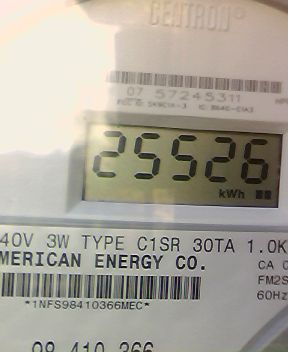 CENTRON®
07 57245311
25526
kWh
40V 3W TYPE C1SR 30TA 1.0K
MERICAN ENERGY CO.
CA 0
FM2S
60Hz
*1NFS98410366MEC*
98 410 366